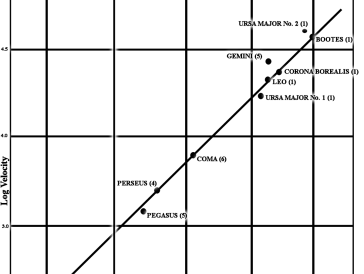 URSA MAJOR No. 2 (1)
BOOTES (1)
4.5
GEMINI (5)
CORONA BOREALIS (1)
LEO (1)
URSA MAJOR No. 1 (1)
4.0
COMA (6)
Log Velocity
PERSEUS (4)
PEGASUS (5)
3.0